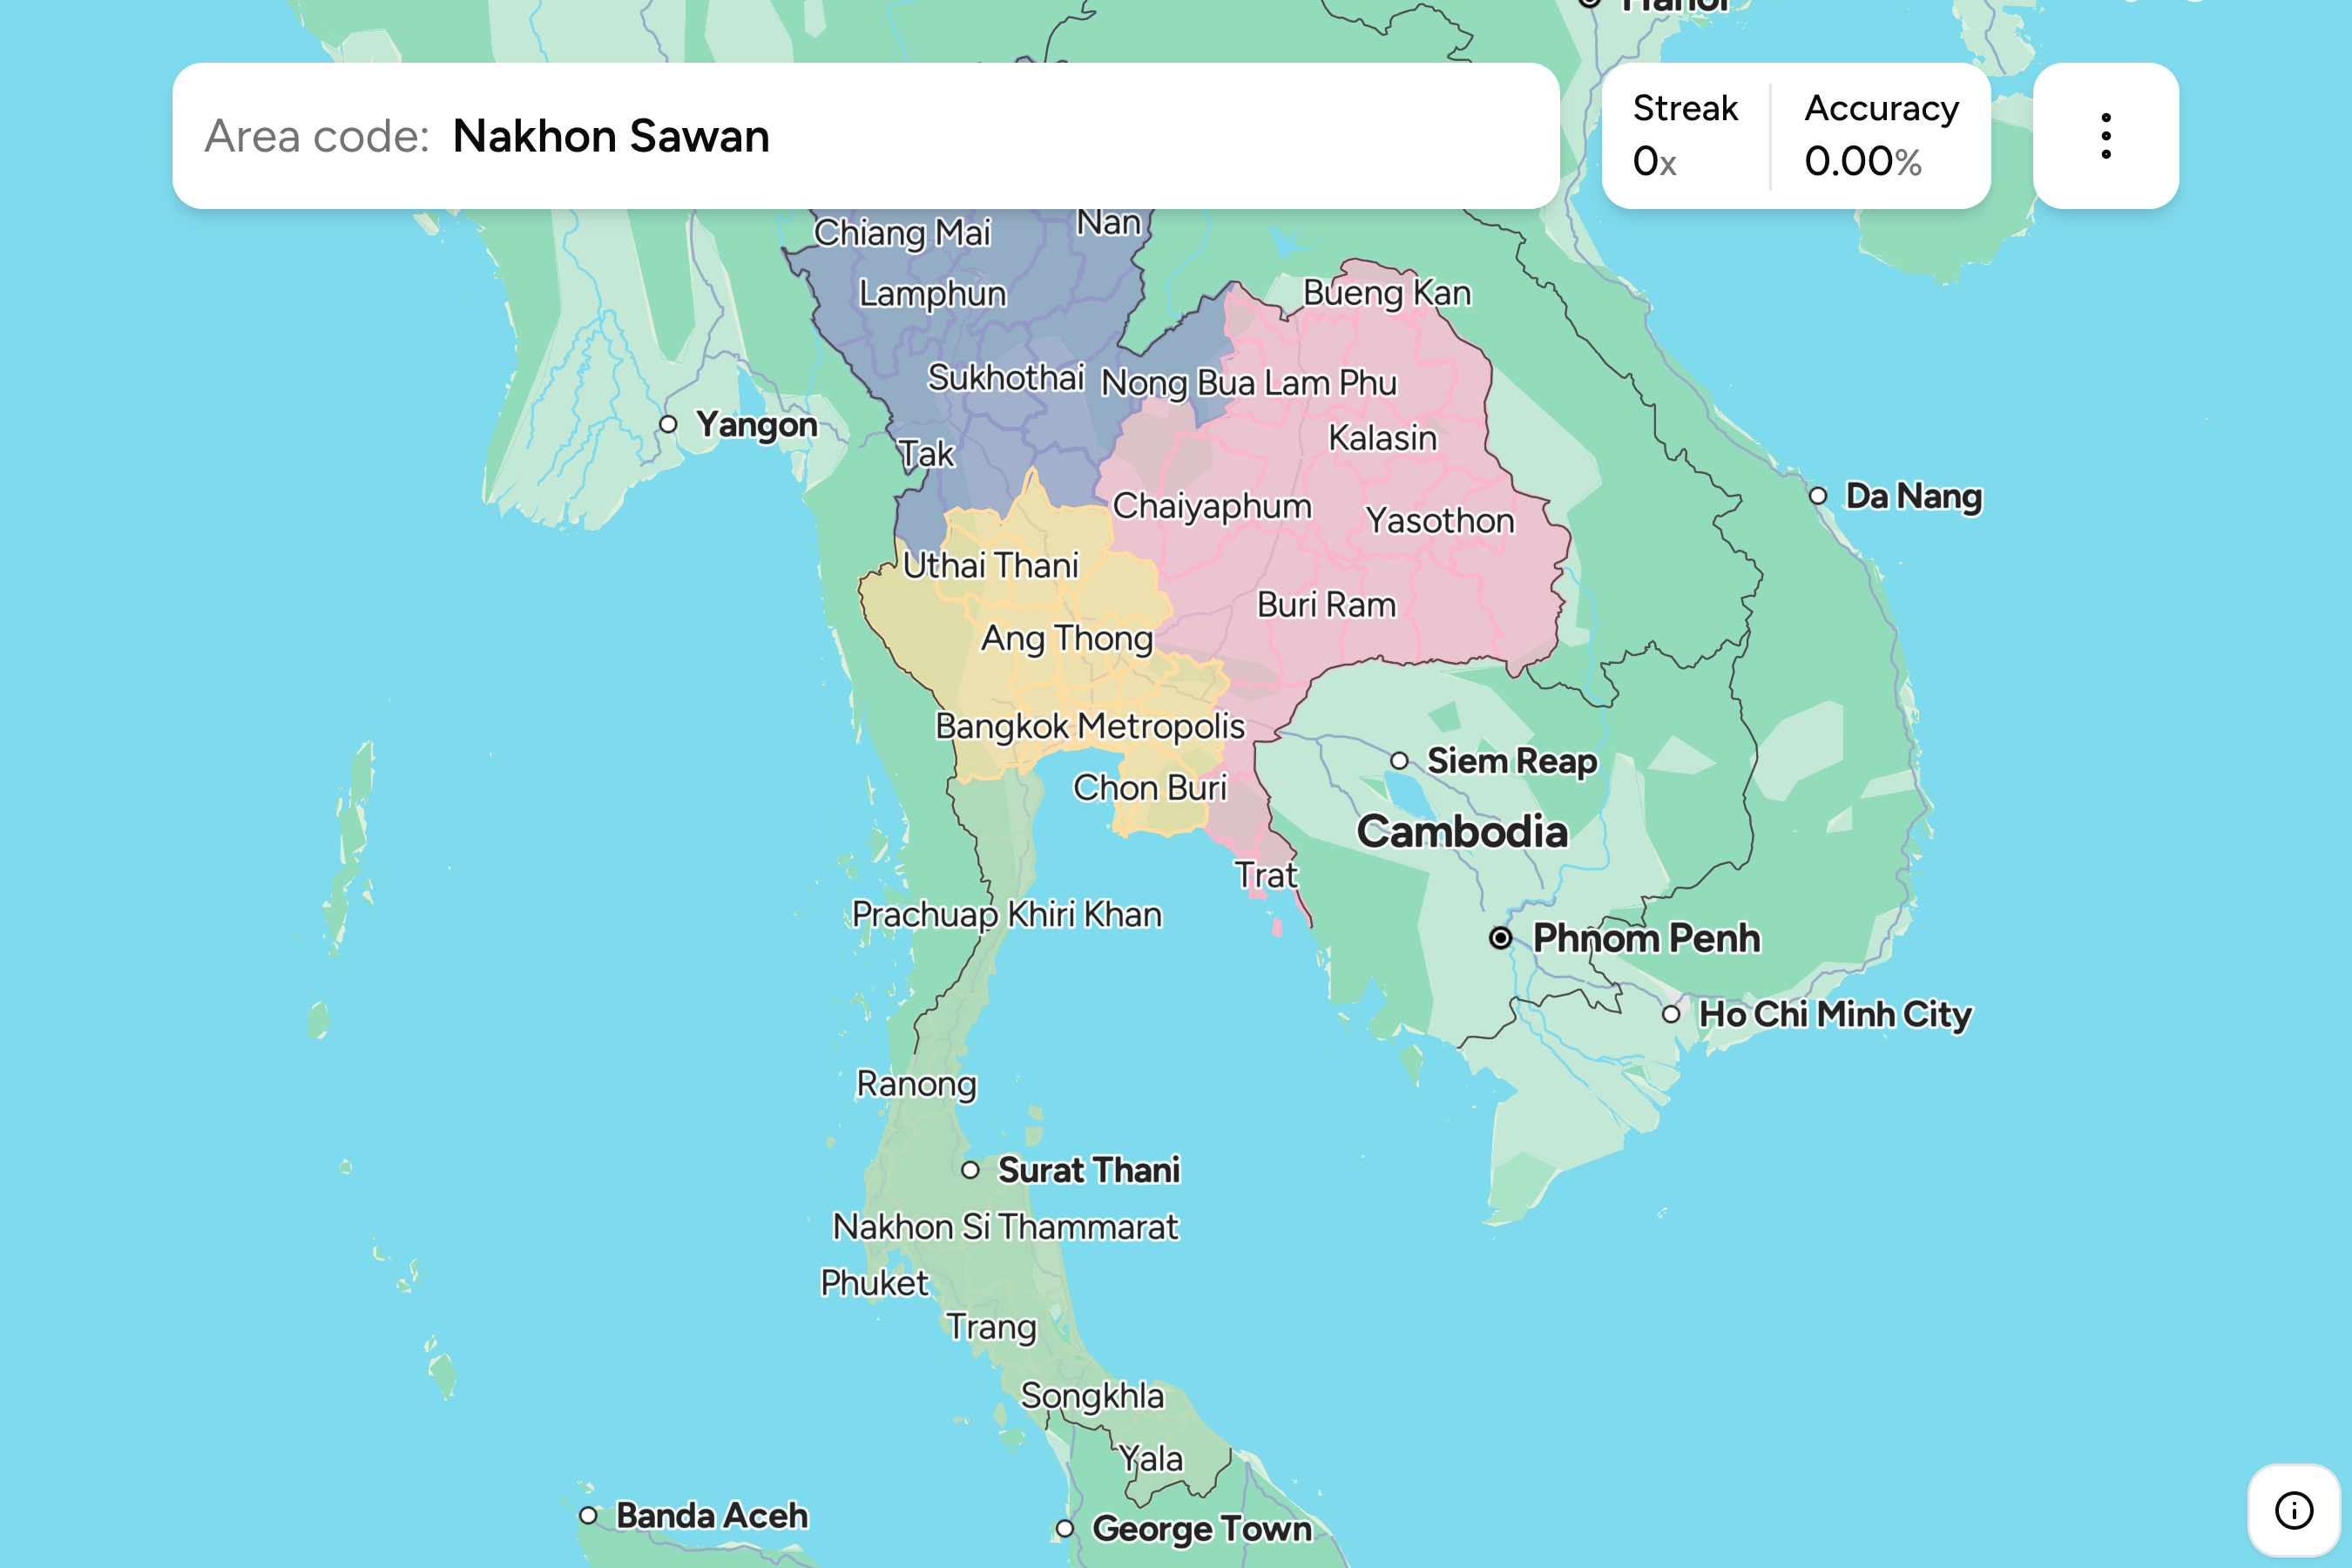 Hanoi
Area code: Nakhon Sawan
Streak
0x
Accuracy
0.00%
Chiang Mai
Nan
Lamphun
Bueng Kan
Sukhothai
Nong Bua Lam Phu
Yangon
Kalasin
Tak
Da Nang
Chaiyaphum
Yasothon
Uthai Thani
Buri Ram
Ang Thong
Bangkok Metropolis
Siem Reap
Chon Buri
Cambodia
Trat
Prachuap Khiri Khan
Phnom Penh
Ho Chi Minh City
Ranong
Surat Thani
Nakhon Si Thammarat
Phuket
Trang
Songkhla
Yala
Banda Aceh
George Town